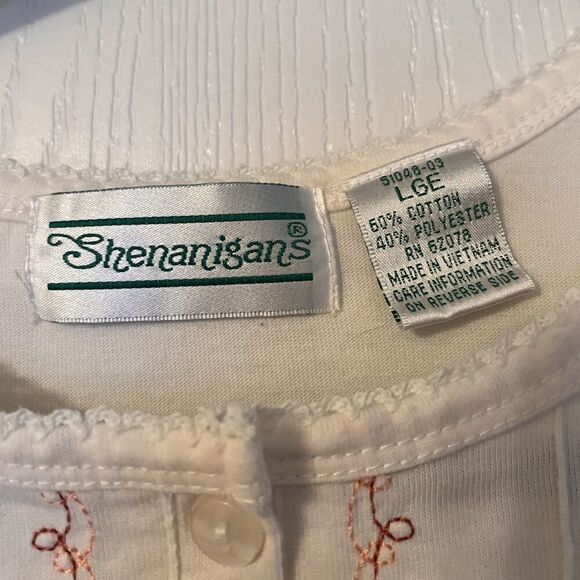 Shenanigans®
51048-03
LGE
60% COTTON
40% POLYESTER
RN 62078
MADE IN VIETNAM
CARE INFORMATION
ON REVERSE SIDE